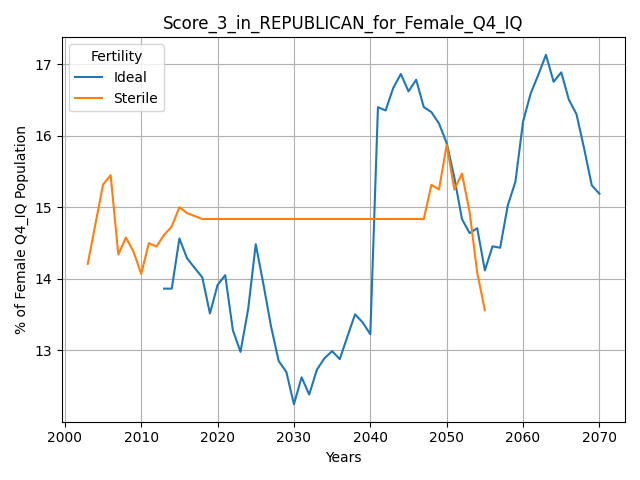 Score_3_in_REPUBLICAN_for_Female_Q4_IQ
Fertility
Ideal
Sterile
% of Female Q4_IQ Population
17
16
15
14
13
2000 2010 2020 2030 2040 2050 2060 2070
Years